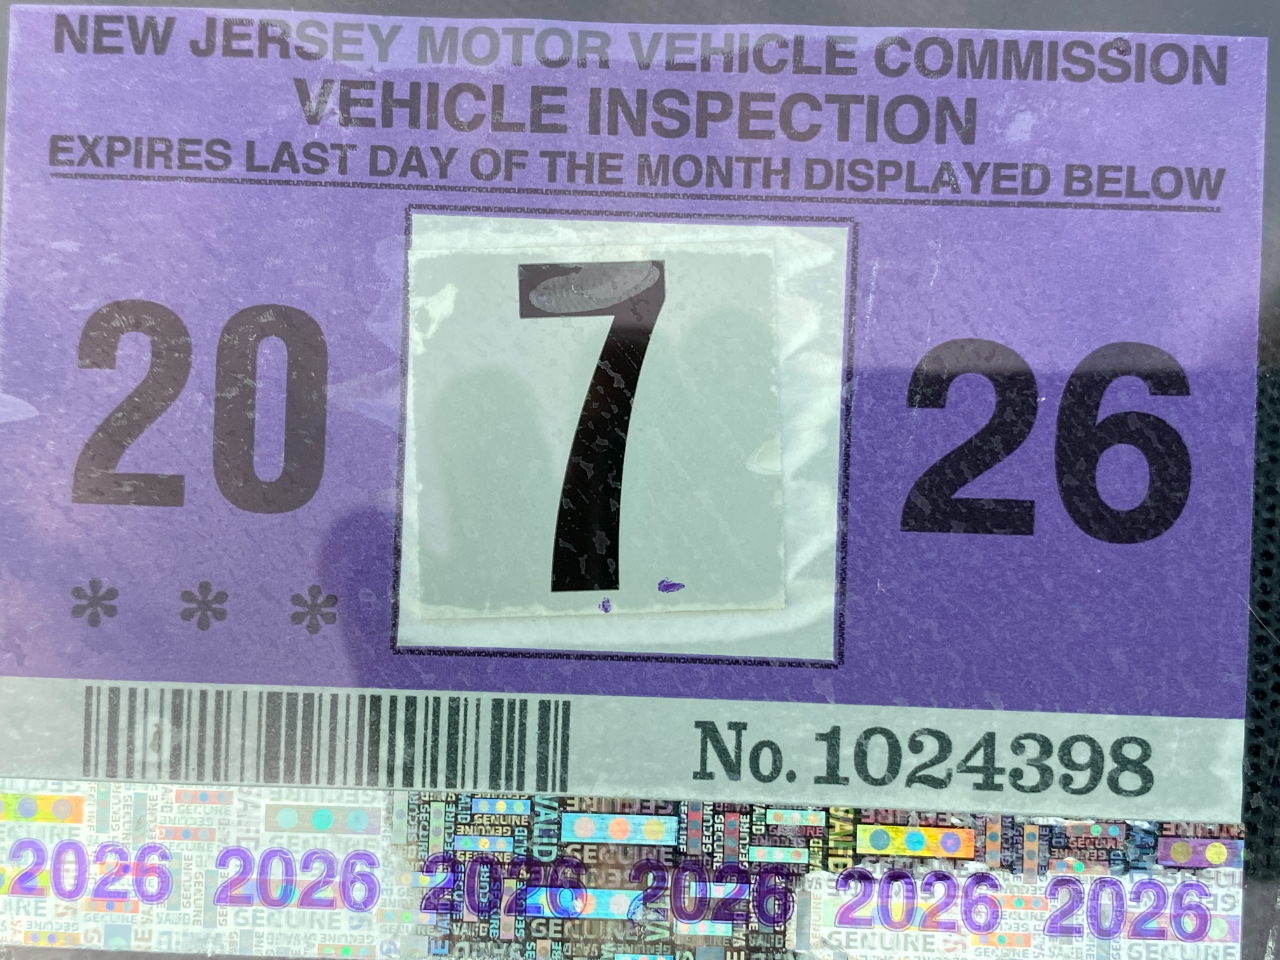 NEW JERSEY MOTOR VEHICLE COMMISSION
VEHICLE INSPECTION
EXPIRES LAST DAY OF THE MONTH DISPLAYED BELOW
20 7 26
* * *
No. 1024398
2026 2026 2026 2026 2026 2026